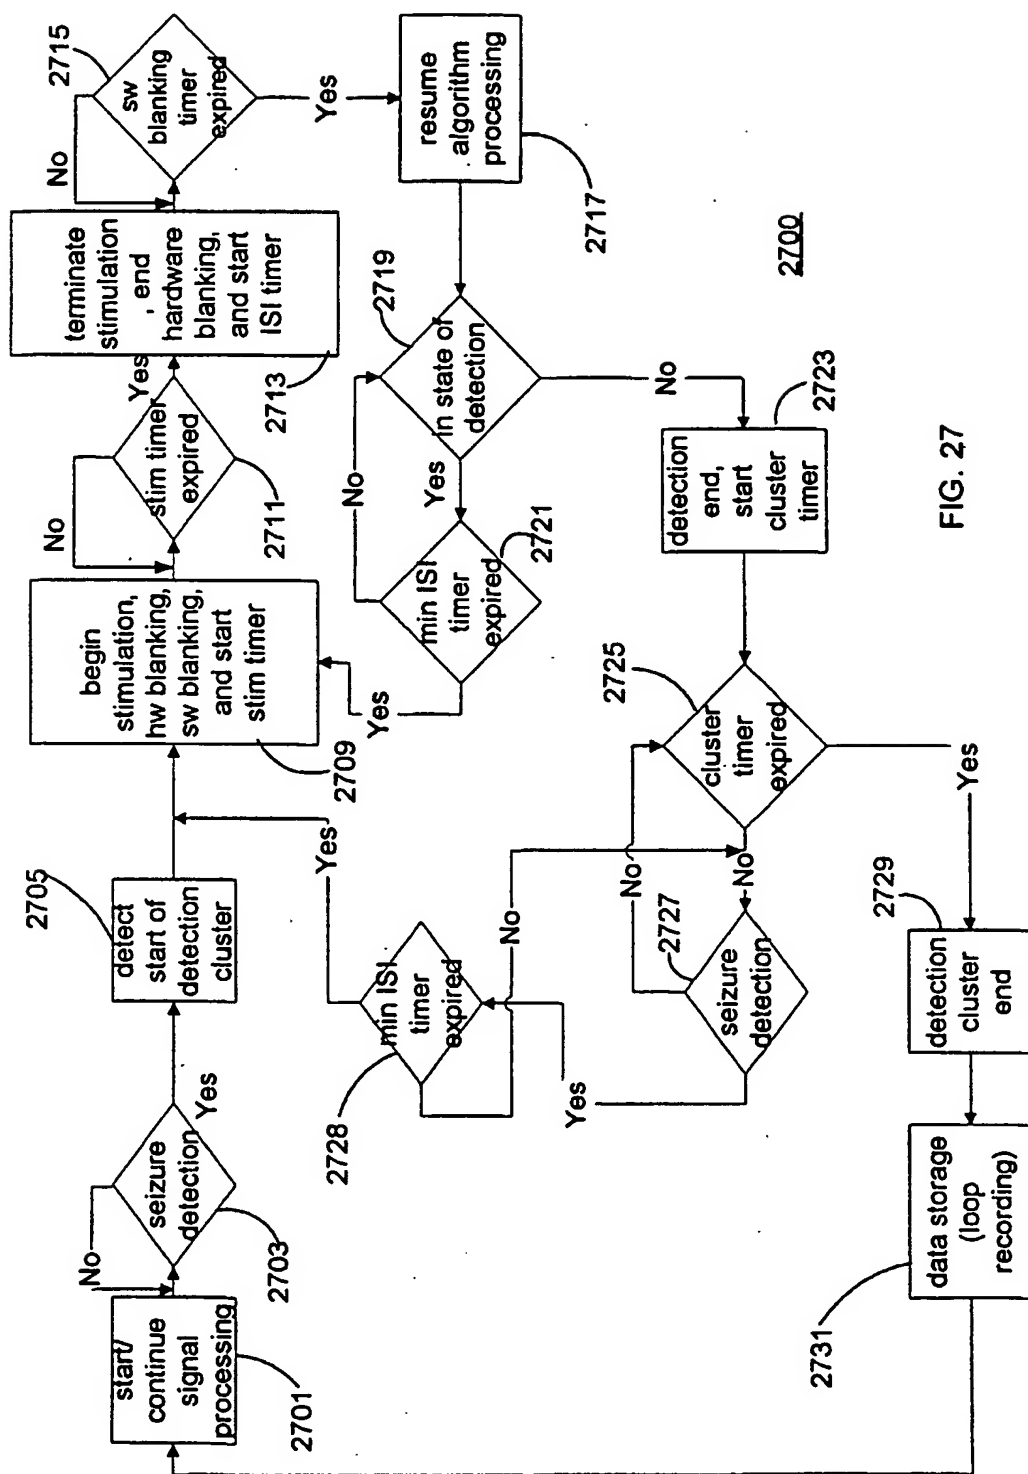 start/
continue
signal
processing
2701
No
seizure
detection
2703
Yes
2705
detect
start of
detection
cluster
begin
stimulation,
hw blanking,
sw blanking,
and start
stim timer
2709
No
stim timer
expired
2711
Yes
terminate
stimulation
, end
hardware
blanking,
and start
ISI timer
2713
No
sw
blanking
timer
expired
2715
Yes
resume
algorithm
processing
2717
in state of
detection
2719
Yes
No
min ISI
timer
expired
2721
No
Yes
detection
end,
start
cluster
timer
2723
cluster
timer
expired
2725
No
Yes
seizure
detection
2727
No
Yes
min ISI
timer
expired
2728
No
Yes
detection
cluster
end
2729
data storage
(loop
recording)
2731
2700
FIG. 27